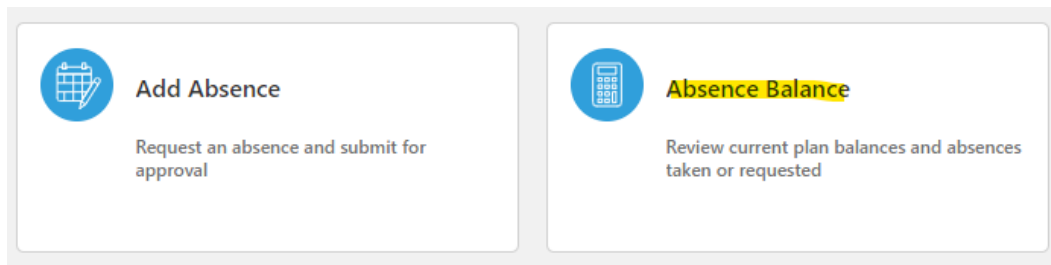 Add Absence
Request an absence and submit for
approval
Absence Balance
Review current plan balances and absences
taken or requested